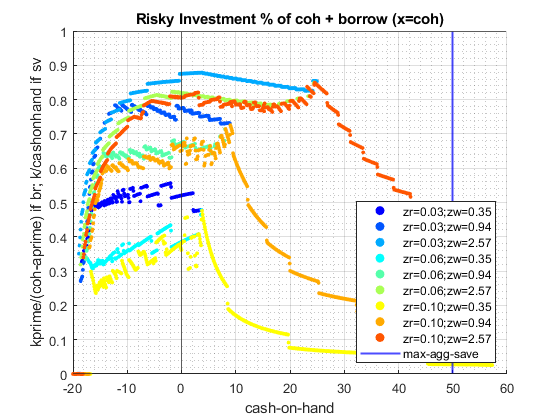 Risky Investment % of coh + borrow (x=coh)
kprime/(coh-aprime) if br; k/cashonhand if sv
1
0.9
0.8
0.7
0.6
0.5
0.4
0.3
0.2
0.1
0
zr=0.03;zw=0.35
zr=0.03;zw=0.94
zr=0.03;zw=2.57
zr=0.06;zw=0.35
zr=0.06;zw=0.94
zr=0.06;zw=2.57
zr=0.10;zw=0.35
zr=0.10;zw=0.94
zr=0.10;zw=2.57
max-agg-save
-20 -10 0 10 20 30 40 50 60
cash-on-hand